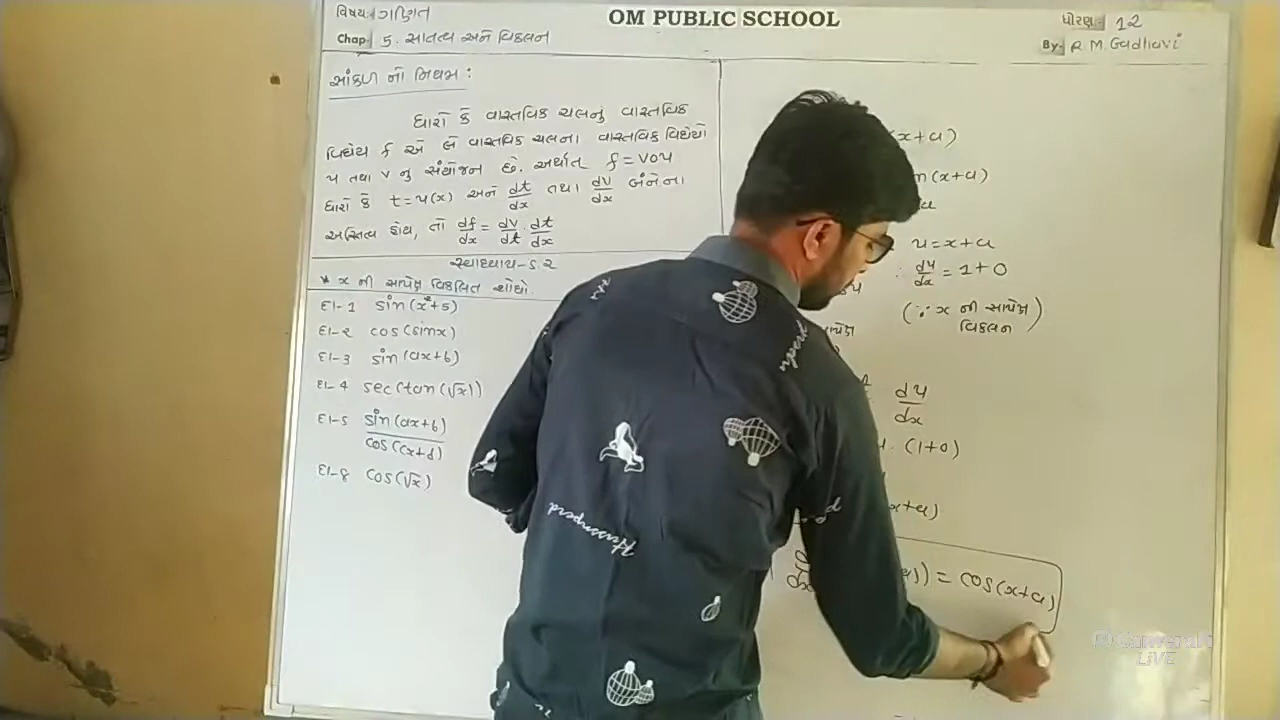 વિષય: ગણિત
OM PUBLIC SCHOOL
ધોરણ: 12
Chap: 5. સાતત્ય અને વિકલન
By: R. M. Gadhavi
સાંકળ નો નિયમ :
ધારો કે વાસ્તવિક ચલનું વાસ્તવિક
વિધેય f એ બે વાસ્તવિક ચલના વાસ્તવિક વિધેયો
u તથા v નું સંયોજન છે. અર્થાત્ f = vou
ધારો કે t=u(x) અને dt/dx તથા dv/dx બંનેના
અસ્તિત્વ હોય, તો df/dx = dv/dt . dt/dx
સ્વાધ્યાય-5.2
* x ની સાપેક્ષ વિકલિત શોધો.
દા-1 sin(x²+5)
દા-2 cos(sinx)
દા-3 sin(ax+b)
દા-4 sec(tan(√x))
દા-5 sin(ax+b)
cos(cx+d)
દા-8 cos(√x)
x+a)
(x+a)
u = x+a
∴ du/dx = 1+0
(∵ x ની સાપેક્ષ
વિકલન)
du
dx
. (1+0)
x+a)
d/dx
) = cos(x+a)
LIVE